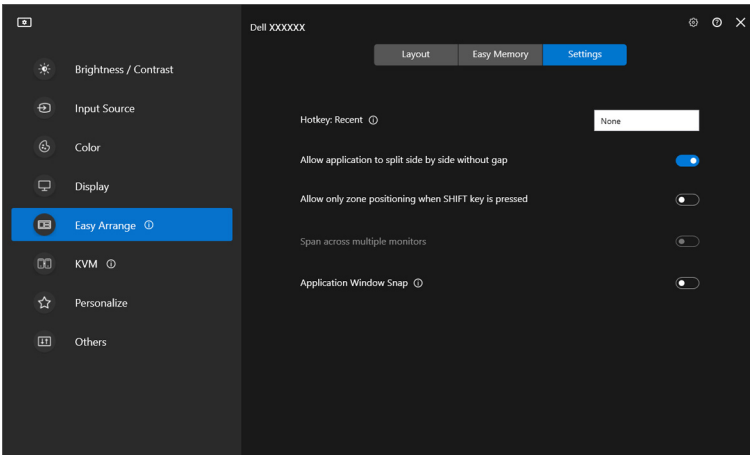 Dell XXXXXX
Layout
Easy Memory
Settings
Brightness / Contrast
Input Source
Color
Display
Easy Arrange
KVM
Personalize
Others
Hotkey: Recent
None
Allow application to split side by side without gap
Allow only zone positioning when SHIFT key is pressed
Span across multiple monitors
Application Window Snap